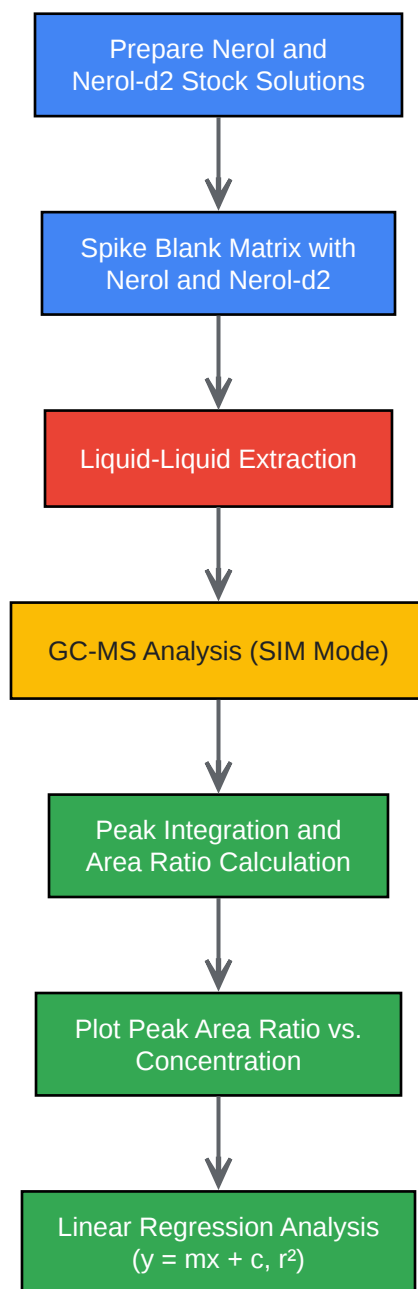 Prepare Nerol and
Nerol-d2 Stock Solutions
Spike Blank Matrix with
Nerol and Nerol-d2
Liquid-Liquid Extraction
GC-MS Analysis (SIM Mode)
Peak Integration and
Area Ratio Calculation
Plot Peak Area Ratio vs.
Concentration
Linear Regression Analysis
(y = mx + c, r²)